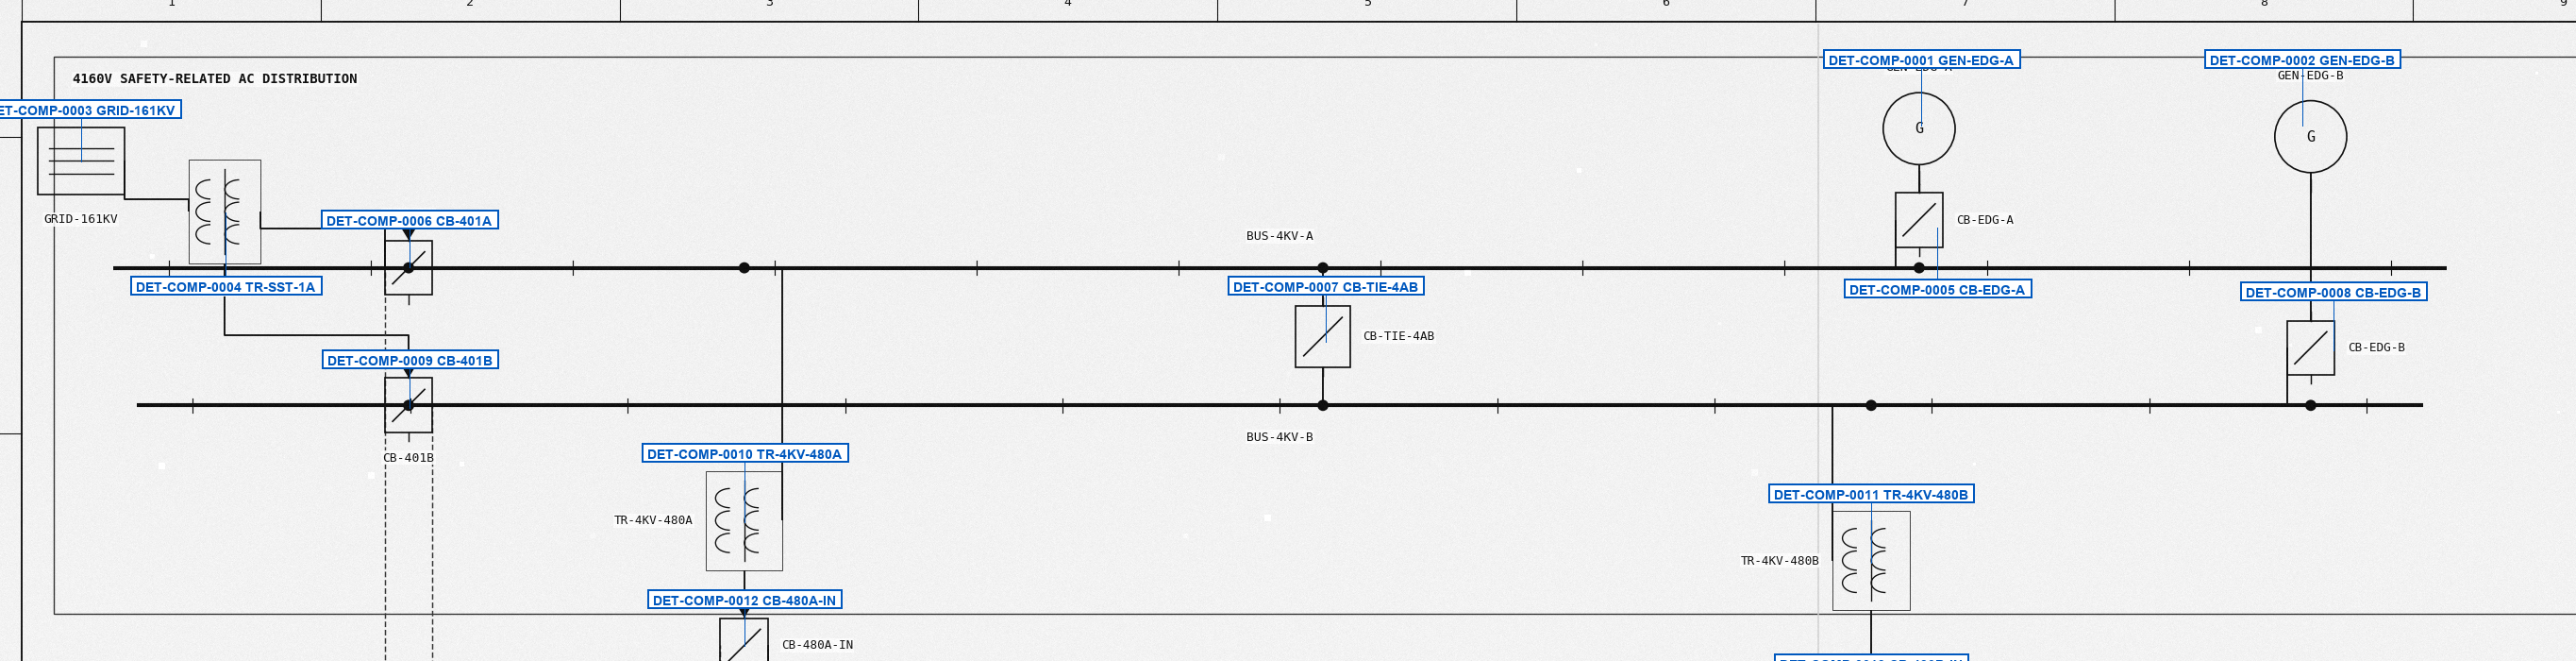 1 2 3 4 5 6 7 8 9
DET-COMP-0001 GEN-EDG-A
DET-COMP-0002 GEN-EDG-B
GEN-EDG-B
4160V SAFETY-RELATED AC DISTRIBUTION
ET-COMP-0003 GRID-161KV
G
G
GRID-161KV
DET-COMP-0006 CB-401A
BUS-4KV-A
CB-EDG-A
DET-COMP-0004 TR-SST-1A
DET-COMP-0007 CB-TIE-4AB
DET-COMP-0005 CB-EDG-A
DET-COMP-0008 CB-EDG-B
CB-TIE-4AB
CB-EDG-B
DET-COMP-0009 CB-401B
BUS-4KV-B
CB-401B
DET-COMP-0010 TR-4KV-480A
DET-COMP-0011 TR-4KV-480B
TR-4KV-480A
TR-4KV-480B
DET-COMP-0012 CB-480A-IN
CB-480A-IN